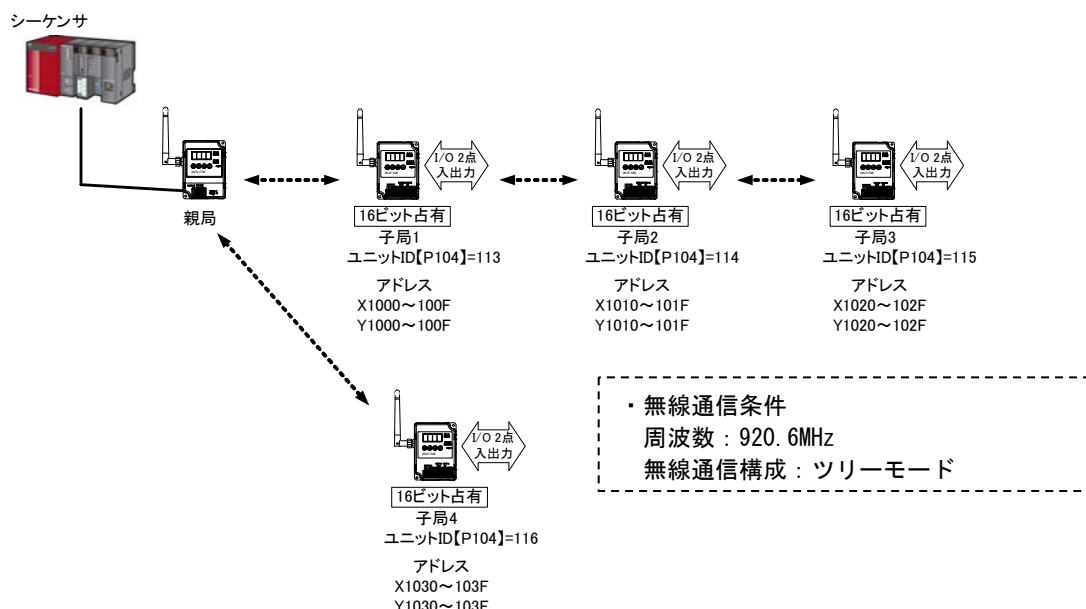 シーケンサ
親局
I/O 2点
入出力
16ビット占有
子局1
ユニットID【P104】=113
アドレス
X1000～100F
Y1000～100F
I/O 2点
入出力
16ビット占有
子局2
ユニットID【P104】=114
アドレス
X1010～101F
Y1010～101F
I/O 2点
入出力
16ビット占有
子局3
ユニットID【P104】=115
アドレス
X1020～102F
Y1020～102F
I/O 2点
入出力
16ビット占有
子局4
ユニットID【P104】=116
アドレス
X1030～103F
Y1030～103F
・無線通信条件
周波数：920.6MHz
無線通信構成：ツリーモード